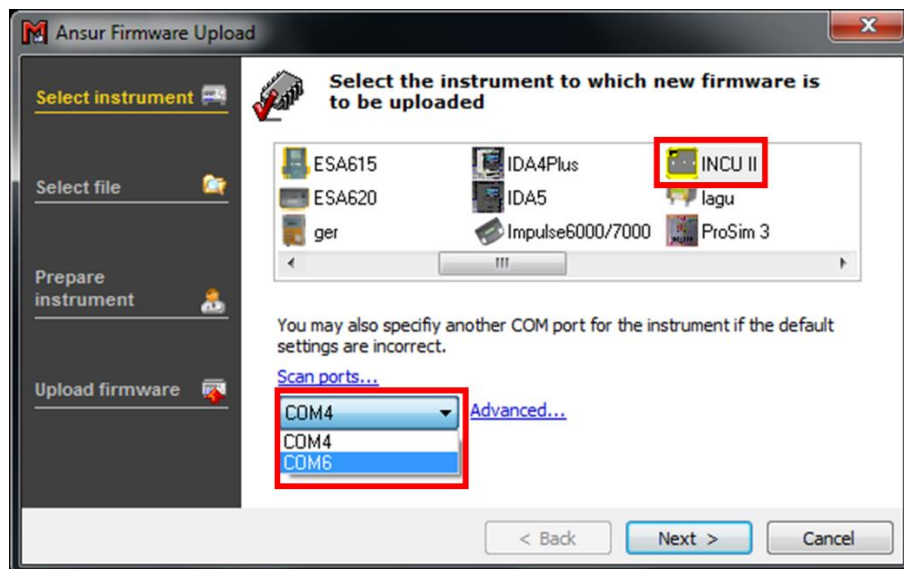 Ansur Firmware Upload
Select instrument
Select file
Prepare
instrument
Upload firmware
Select the instrument to which new firmware is
to be uploaded
ESA615 IDA4Plus INCU II
ESA620 IDA5 lagu
ger Impulse6000/7000 ProSim 3
You may also specifiy another COM port for the instrument if the default
settings are incorrect.
Scan ports...
COM4 Advanced...
COM4
COM6
< Back Next > Cancel